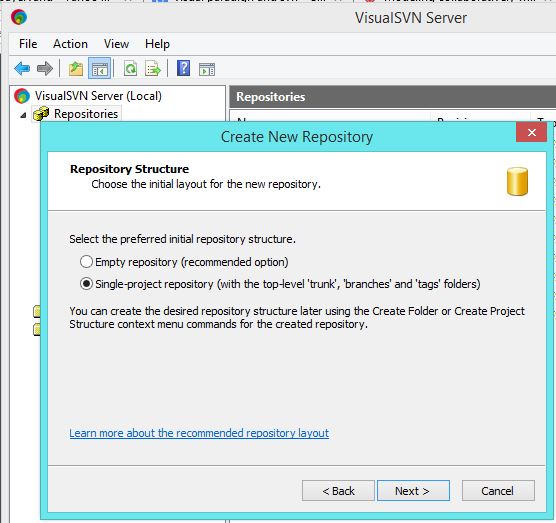 VisualSVN Server
File Action View Help
VisualSVN Server (Local)
Repositories
Repositories
Create New Repository
Repository Structure
Choose the initial layout for the new repository.
Select the preferred initial repository structure.
Empty repository (recommended option)
Single-project repository (with the top-level 'trunk', 'branches' and 'tags' folders)
You can create the desired repository structure later using the Create Folder or Create Project
Structure context menu commands for the created repository.
Learn more about the recommended repository layout
< Back Next > Cancel